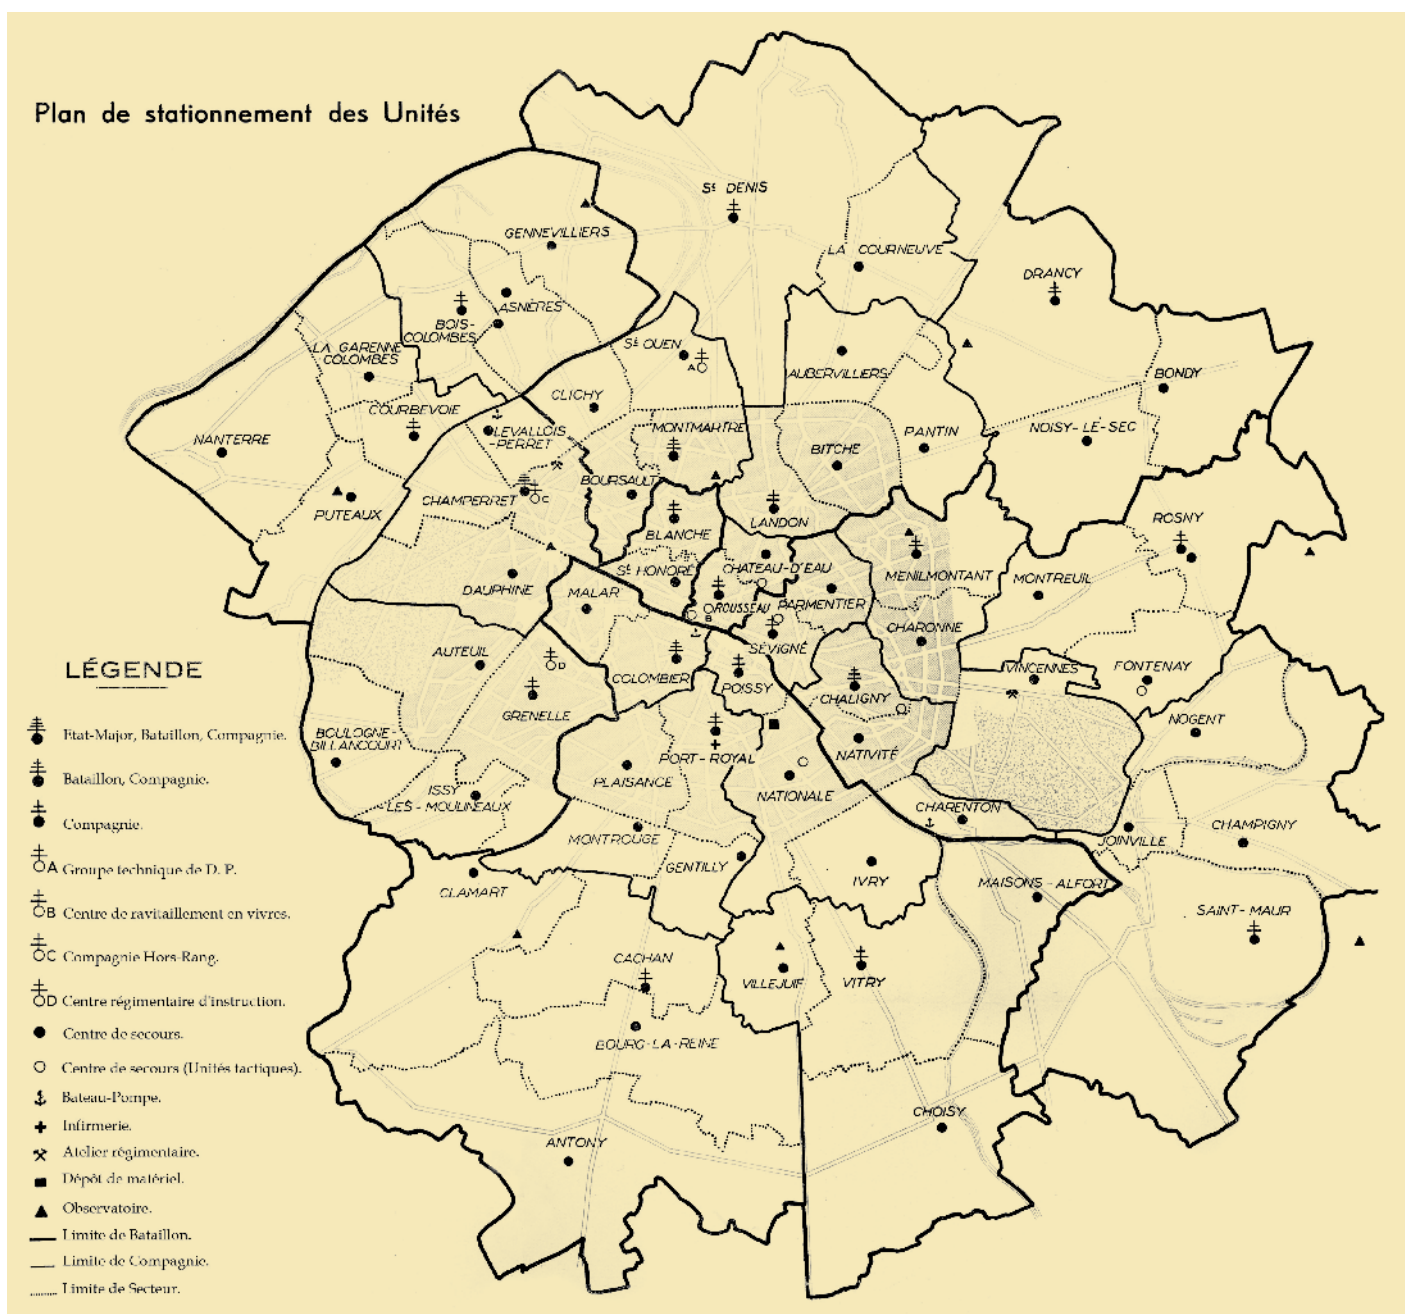 Plan de stationnement des Unités
St DENIS
GENNEVILLIERS
LA COURNEUVE
DRANCY
ASNIÈRES
BOIS-
COLOMBES
St OUEN
A
LA GARENNE
COLOMBES
AUBERVILLIERS
BONDY
CLICHY
COURBEVOIE
LEVALLOIS
-PERRET
MONTMARTRE
NANTERRE
BITCHE
PANTIN
NOISY-LE-SEC
BOURSAULT
CHAMPERRET
C
PUTEAUX
BLANCHE
LANDON
ROSNY
St HONORÉ
CHATEAU-D'EAU
MENILMONTANT
MONTREUIL
DAUPHINE
MALAR
ROUSSEAU
B
PARMENTIER
CHARONNE
SÉVIGNÉ
AUTEUIL
D
COLOMBIER
POISSY
CHALIGNY
VINCENNES
FONTENAY
GRENELLE
NOGENT
BOULOGNE-
BILLANCOURT
PORT-ROYAL
NATIVITÉ
PLAISANCE
ISSY
-LES-MOULINEAUX
NATIONALE
CHARENTON
MONTROUGE
JOINVILLE
CHAMPIGNY
GENTILLY
CLAMART
IVRY
MAISONS-ALFORT
SAINT-MAUR
CACHAN
VILLEJUIF
VITRY
BOURG-LA-REINE
CHOISY
ANTONY
LÉGENDE
Etat-Major, Bataillon, Compagnie.
Bataillon, Compagnie.
Compagnie.
A Groupe technique de D. P.
B Centre de ravitaillement en vivres.
C Compagnie Hors-Rang.
D Centre régimentaire d'instruction.
Centre de secours.
Centre de secours (Unités tactiques).
Bateau-Pompe.
Infirmerie.
Atelier régimentaire.
Dépôt de matériel.
Observatoire.
Limite de Bataillon.
Limite de Compagnie.
Limite de Secteur.